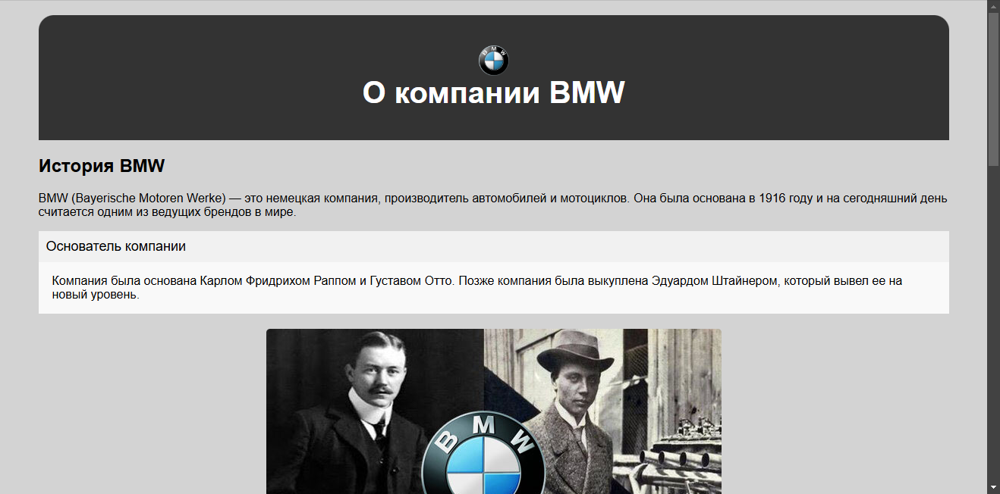 BMW
О компании BMW
История BMW
BMW (Bayerische Motoren Werke) — это немецкая компания, производитель автомобилей и мотоциклов. Она была основана в 1916 году и на сегодняшний день
считается одним из ведущих брендов в мире.
Основатель компании
Компания была основана Карлом Фридрихом Раппом и Густавом Отто. Позже компания была выкуплена Эдуардом Штайнером, который вывел ее на
новый уровень.
BMW